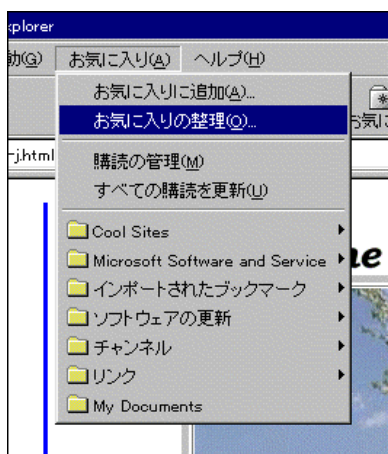 xplorer
動(G) お気に入り(A) ヘルプ(H)
お気に入りに追加(A)...
お気に入りの整理(O)...
お気に
-j.html
購読の管理(M)
すべての購読を更新(U)
Cool Sites
Microsoft Software and Service
インポートされたブックマーク
ソフトウェアの更新
チャンネル
リンク
My Documents